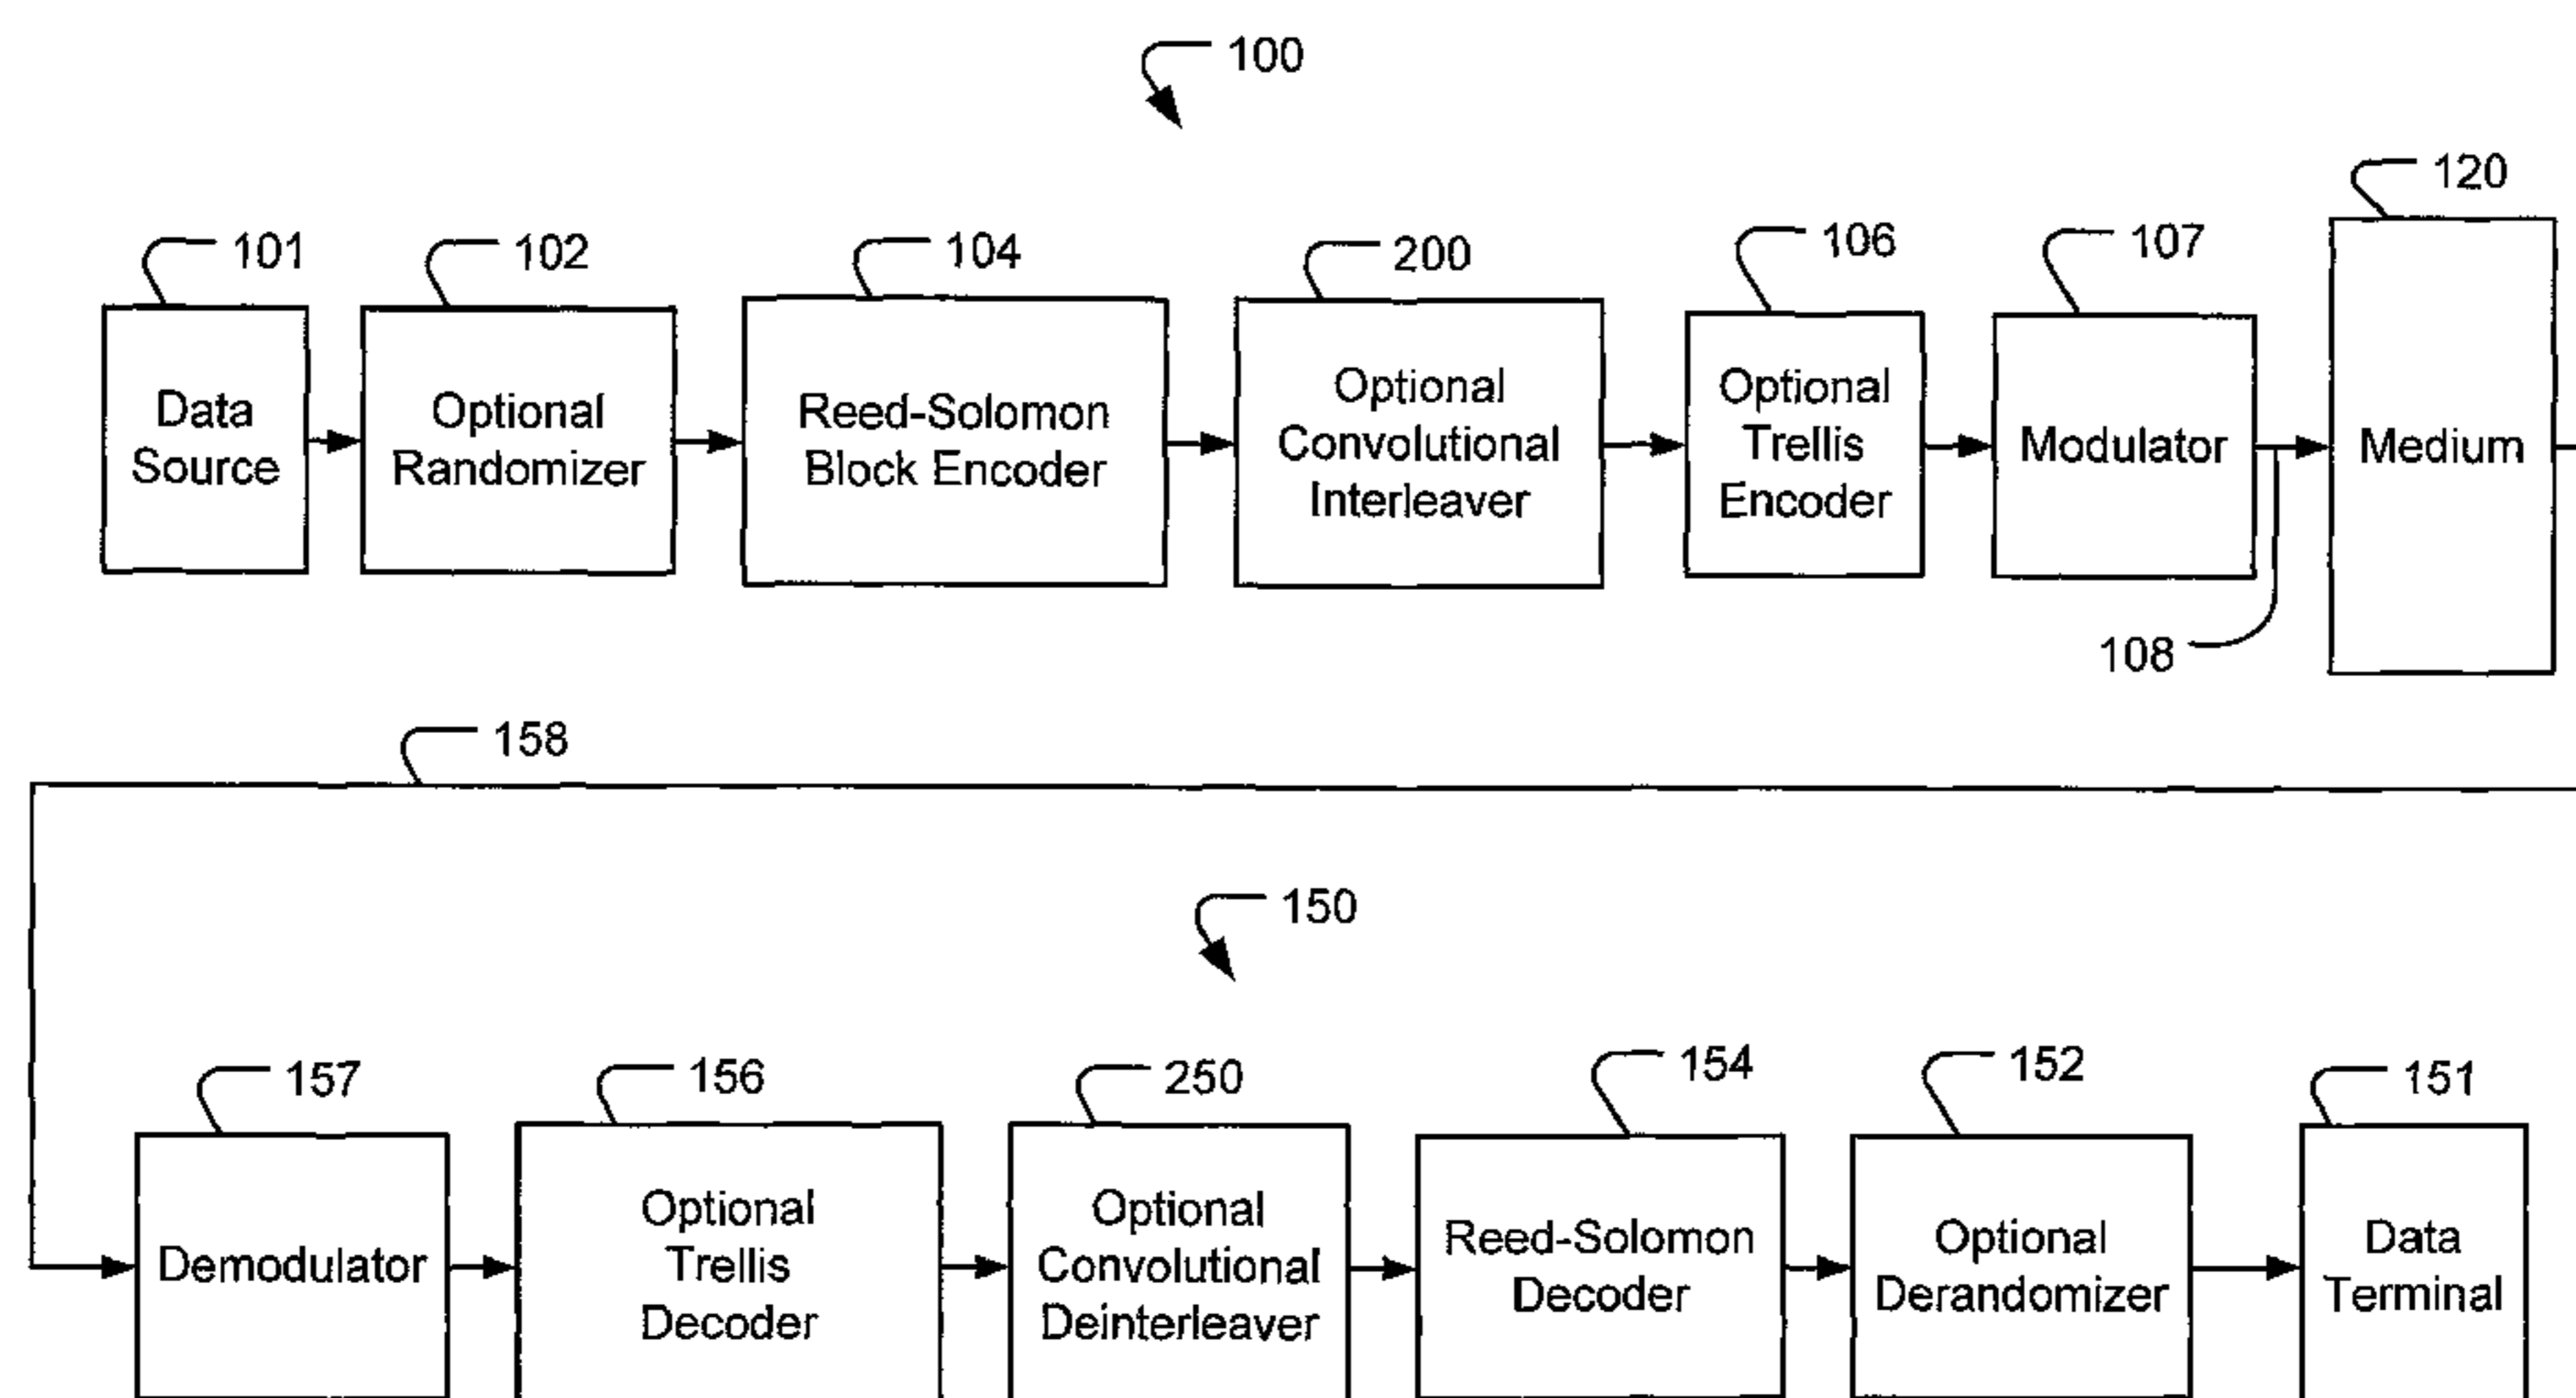 100
120
101
102
104
200
106
107
Data
Source
Optional
Randomizer
Reed-Solomon
Block Encoder
Optional
Convolutional
Interleaver
Optional
Trellis
Encoder
Modulator
Medium
108
158
150
157
156
250
154
152
151
Demodulator
Optional
Trellis
Decoder
Optional
Convolutional
Deinterleaver
Reed-Solomon
Decoder
Optional
Derandomizer
Data
Terminal